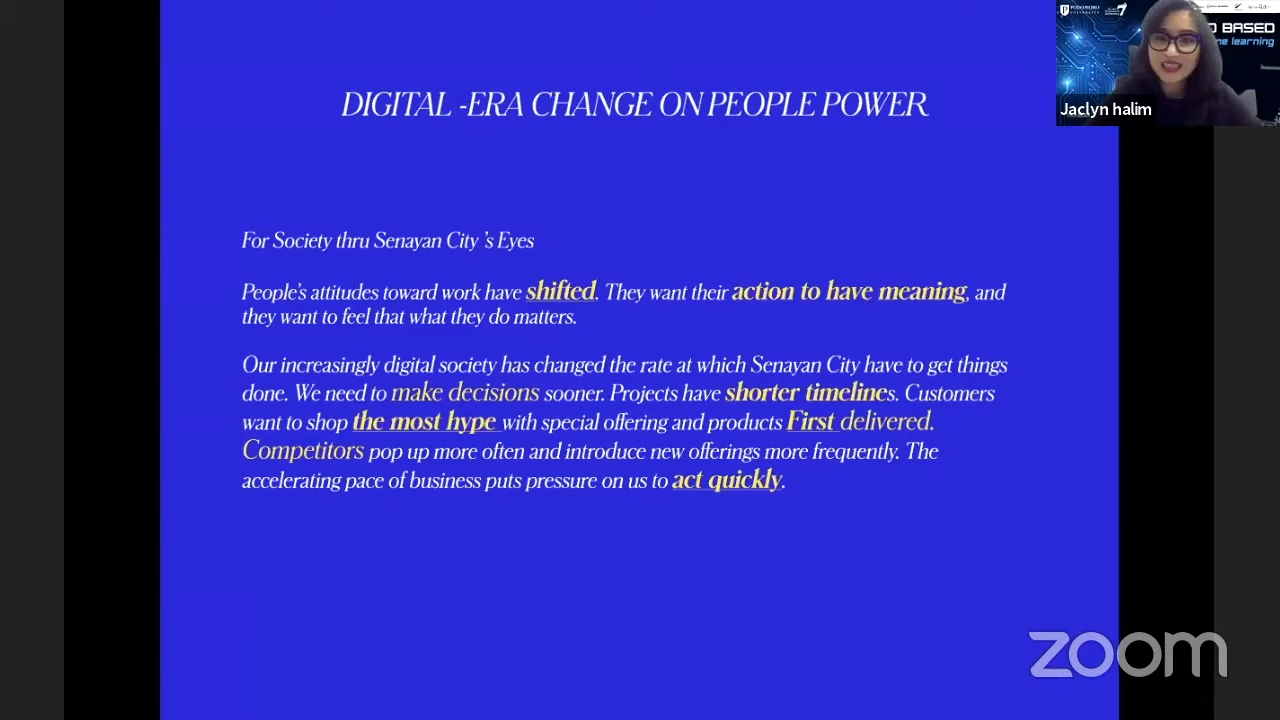 PODOMORO
UNIVERSITY
D BASED
ne learning
Jaclyn halim
DIGITAL -ERA CHANGE ON PEOPLE POWER
For Society thru Senayan City 's Eyes
People's attitudes toward work have shifted. They want their action to have meaning, and
they want to feel that what they do matters.
Our increasingly digital society has changed the rate at which Senayan City have to get things
done. We need to make decisions sooner. Projects have shorter timelines. Customers
want to shop the most hype with special offering and products First delivered.
Competitors pop up more often and introduce new offerings more frequently. The
accelerating pace of business puts pressure on us to act quickly.
zoom